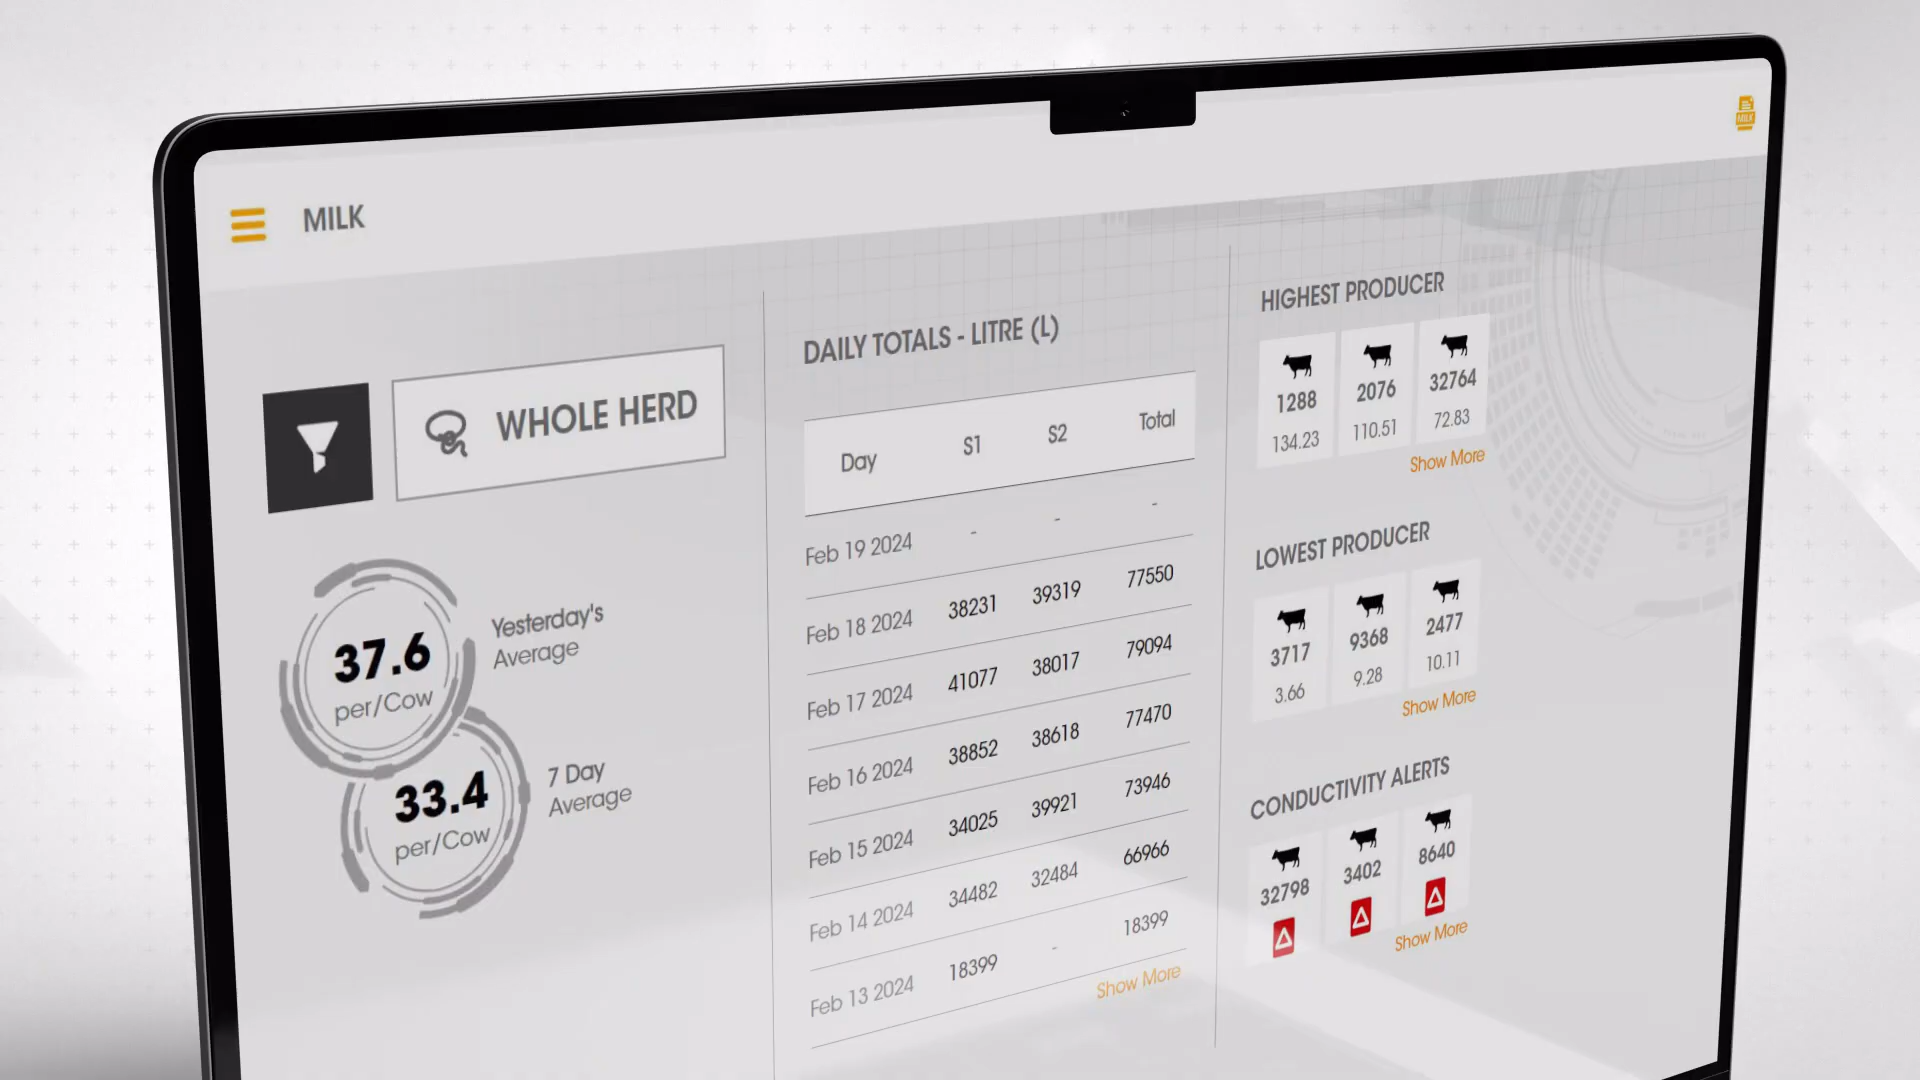 MILK
MILK
WHOLE HERD
37.6
per/Cow
Yesterday's
Average
33.4
per/Cow
7 Day
Average
DAILY TOTALS - LITRE (L)
Day S1 S2 Total
Feb 19 2024 - - -
Feb 18 2024 38231 39319 77550
Feb 17 2024 41077 38017 79094
Feb 16 2024 38852 38618 77470
Feb 15 2024 34025 39921 73946
Feb 14 2024 34482 32484 66966
Feb 13 2024 18399 - 18399
Show More
HIGHEST PRODUCER
1288 2076 32764
134.23 110.51 72.83
Show More
LOWEST PRODUCER
3717 9368 2477
3.66 9.28 10.11
Show More
CONDUCTIVITY ALERTS
32798 3402 8640
Show More